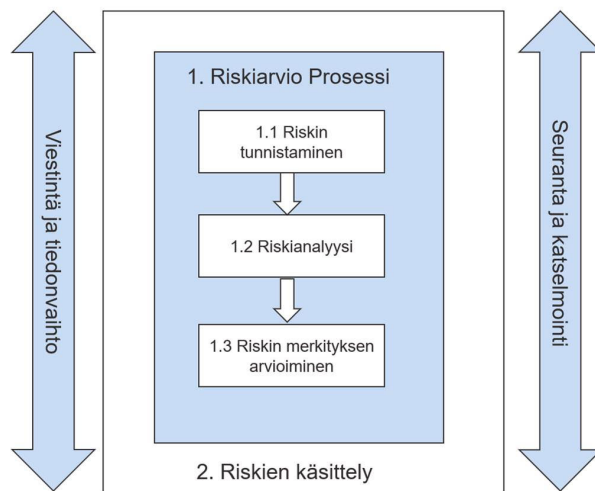 Viestintä ja tiedonvaihto
1. Riskiarvio Prosessi
1.1 Riskin
tunnistaminen
1.2 Riskianalyysi
1.3 Riskin merkityksen
arvioiminen
2. Riskien käsittely
Seuranta ja katselmointi